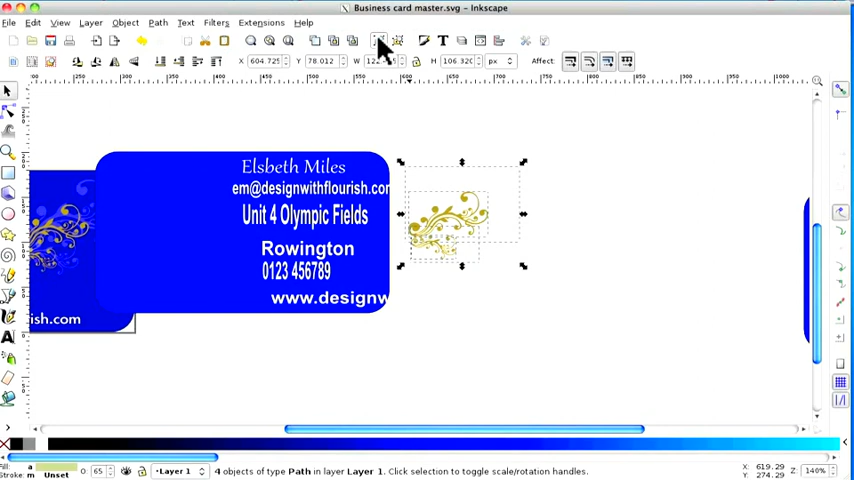 Business card master.svg - Inkscape
File Edit View Layer Object Path Text Filters Extensions Help
X 604.725 Y 78.012 W H 106.320 px Affect:
Elsbeth Miles
em@designwithflourish.com
Unit 4 Olympic Fields
Rowington
0123 456789
www.designw
ish.com
Fill: a O: 65 Layer 1 4 objects of type Path in layer Layer 1. Click selection to toggle scale/rotation handles. X: 619.29 Z: 140%
Stroke: m Unset Y: 274.29